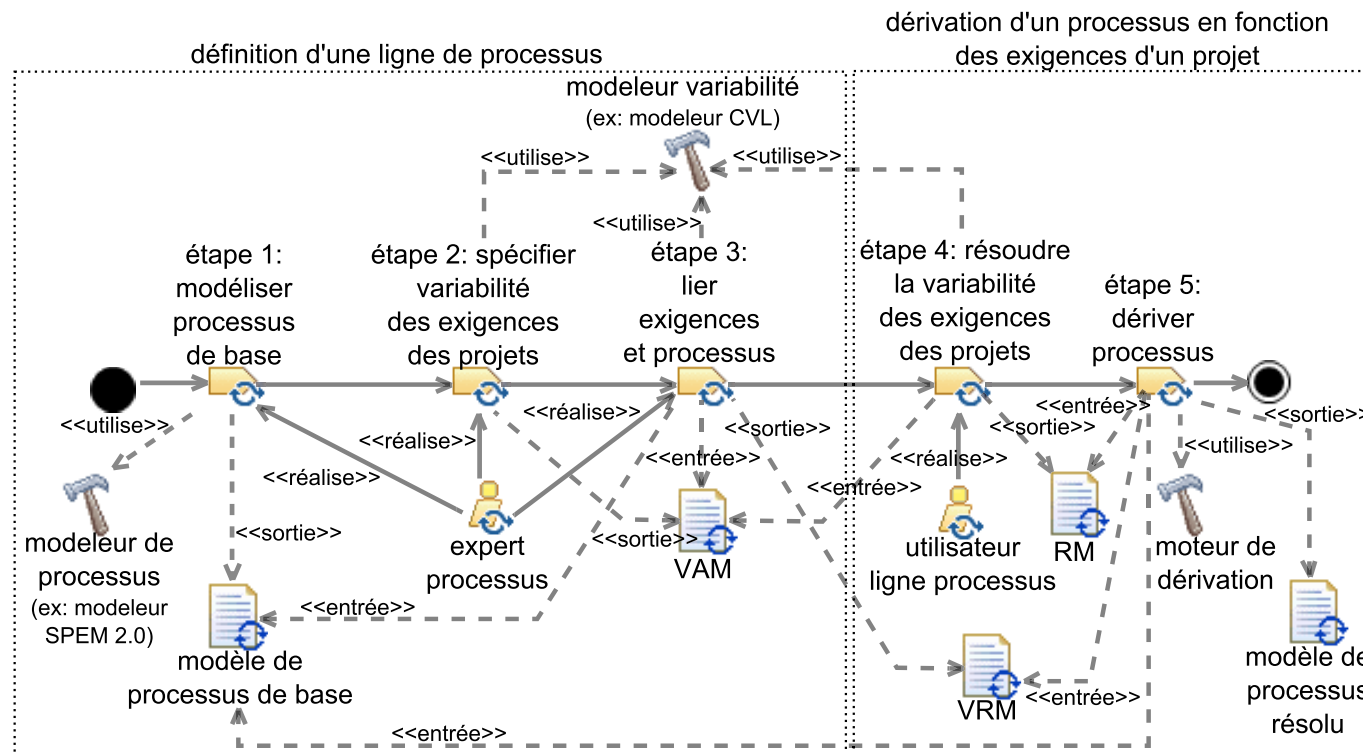 définition d'une ligne de processus
dérivation d'un processus en fonction
des exigences d'un projet
modeleur variabilité
(ex: modeleur CVL)
<<utilise>>
<<utilise>>
<<utilise>>
étape 1:
modéliser
processus
de base
étape 2: spécifier
variabilité
des exigences
des projets
étape 3:
lier
exigences
et processus
étape 4: résoudre
la variabilité
des exigences
des projets
étape 5:
dériver
processus
<<utilise>>
<<réalise>>
<<réalise>>
<<réalise>>
<<sortie>>
<<entrée>>
<<entrée>>
<<sortie>>
<<sortie>>
<<utilise>>
<<réalise>>
<<entrée>>
<<sortie>>
<<sortie>>
modeleur de
processus
(ex: modeleur
SPEM 2.0)
expert
processus
VAM
utilisateur
ligne processus
RM
moteur de
dérivation
<<entrée>>
modèle de
processus de base
VRM
<<entrée>>
modèle de
processus
résolu
<<entrée>>